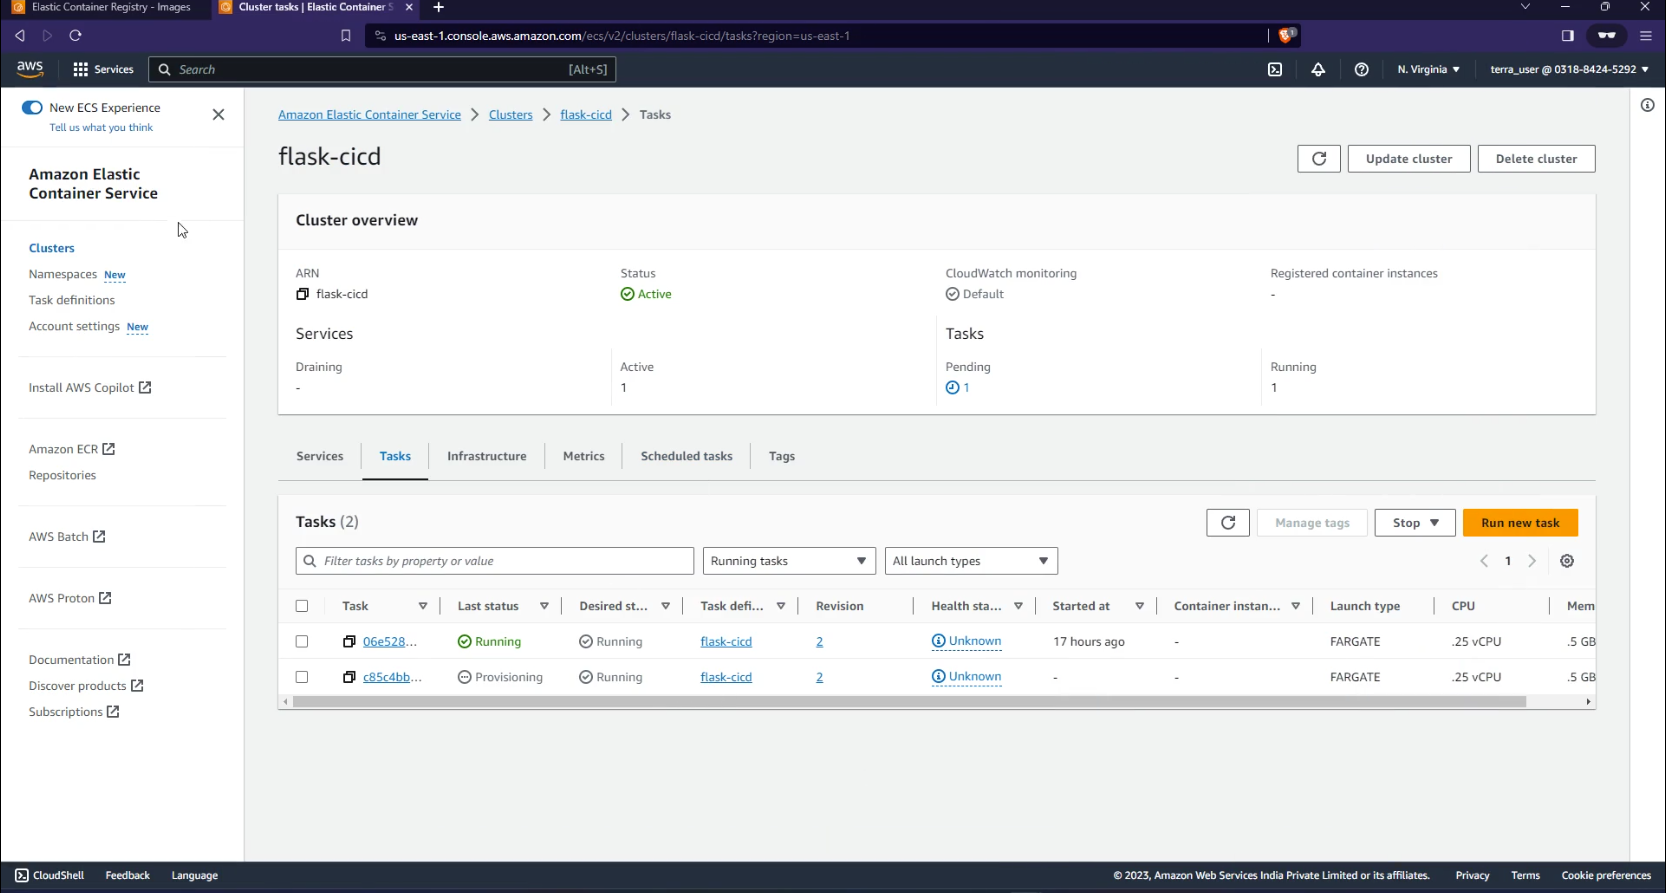 Elastic Container Registry - Images
Cluster tasks | Elastic Container S
us-east-1.console.aws.amazon.com/ecs/v2/clusters/flask-cicd/tasks?region=us-east-1
1
aws
Services
Search
[Alt+S]
N. Virginia
terra_user @ 0318-8424-5292
New ECS Experience
Tell us what you think
Amazon Elastic
Container Service
Clusters
Namespaces New
Task definitions
Account settings New
Install AWS Copilot
Amazon ECR
Repositories
AWS Batch
AWS Proton
Documentation
Discover products
Subscriptions
Amazon Elastic Container Service > Clusters > flask-cicd > Tasks
flask-cicd
Update cluster
Delete cluster
Cluster overview
ARN
flask-cicd
Status
Active
CloudWatch monitoring
Default
Registered container instances
-
Services
Draining
-
Active
1
Tasks
Pending
1
Running
1
Services
Tasks
Infrastructure
Metrics
Scheduled tasks
Tags
Tasks (2)
Manage tags
Stop
Run new task
Filter tasks by property or value
Running tasks
All launch types
1
Task Last status Desired st... Task defi... Revision Health sta... Started at Container instan... Launch type CPU Mem
06e528... Running Running flask-cicd 2 Unknown 17 hours ago - FARGATE .25 vCPU .5 GB
c85c4bb... Provisioning Running flask-cicd 2 Unknown - - FARGATE .25 vCPU .5 GB
CloudShell
Feedback
Language
© 2023, Amazon Web Services India Private Limited or its affiliates.
Privacy
Terms
Cookie preferences